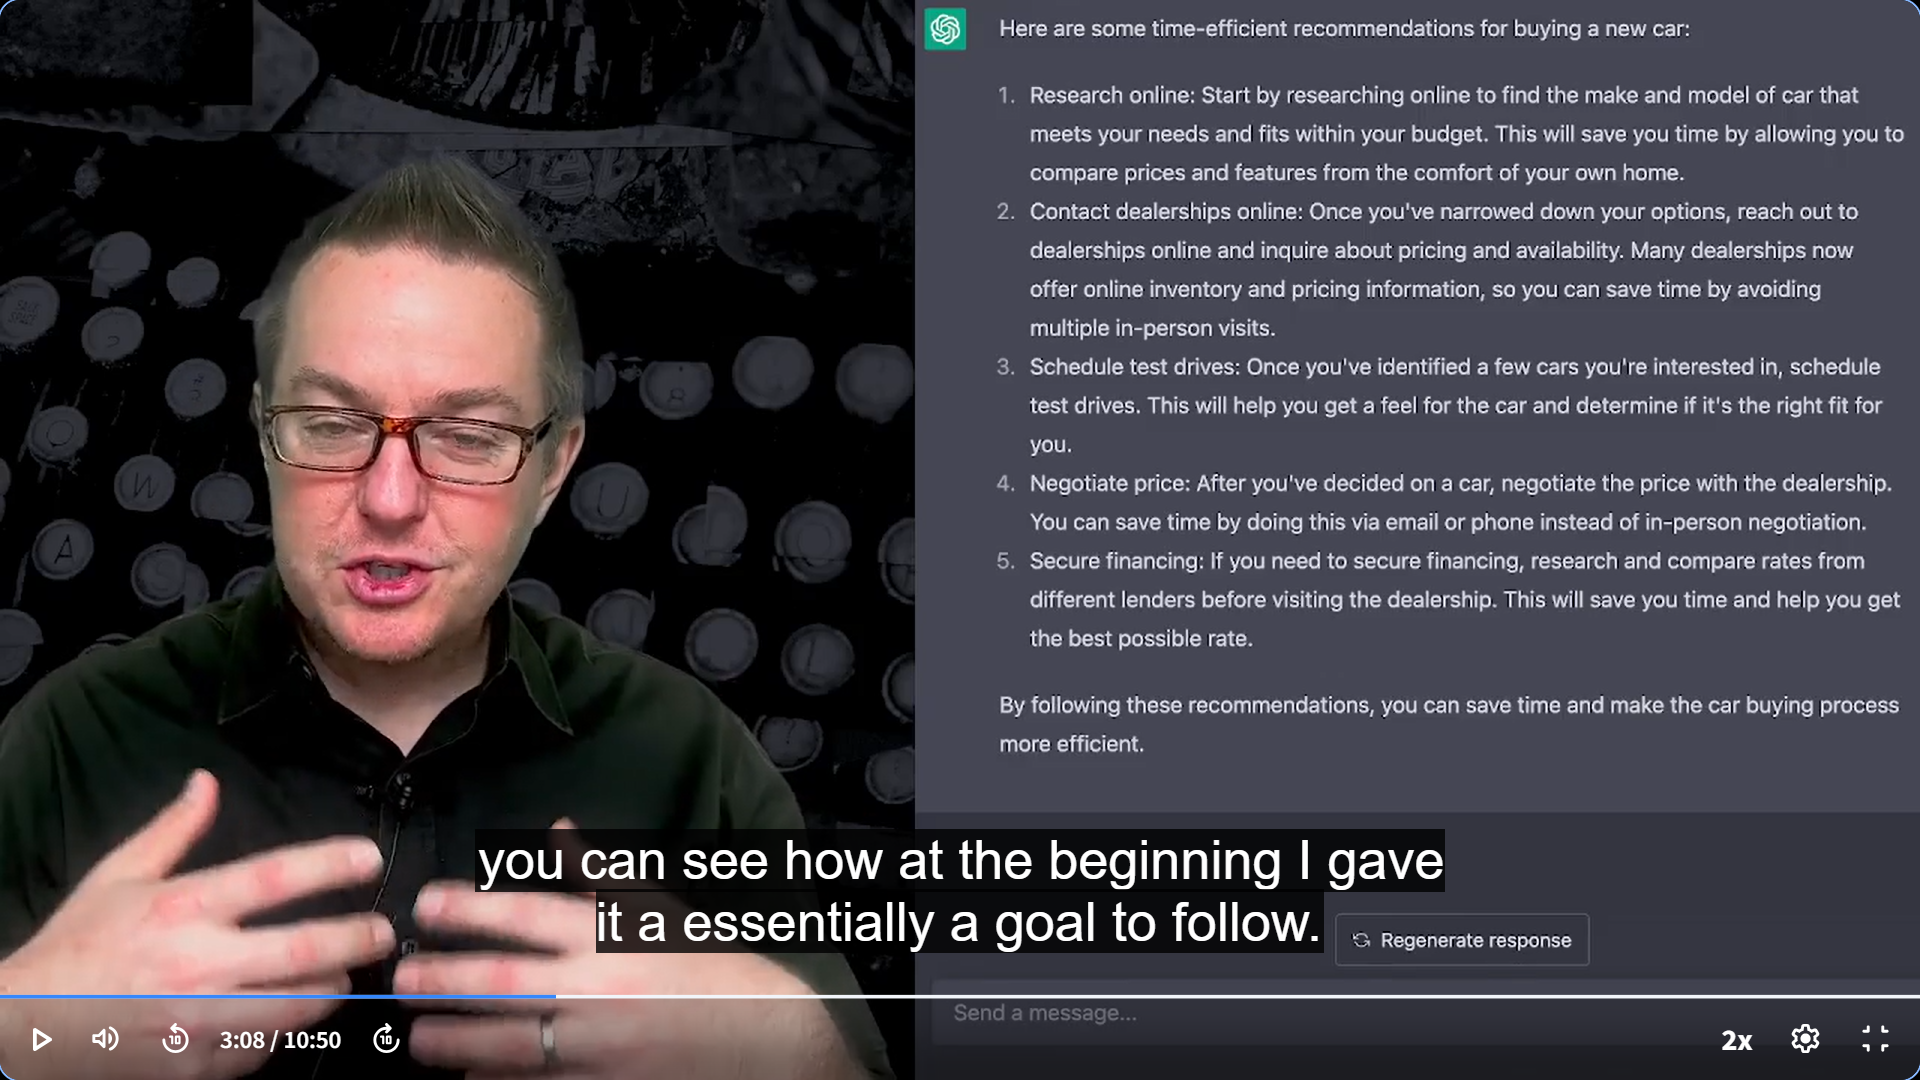 Here are some time-efficient recommendations for buying a new car:
1. Research online: Start by researching online to find the make and model of car that
meets your needs and fits within your budget. This will save you time by allowing you to
compare prices and features from the comfort of your own home.
2. Contact dealerships online: Once you've narrowed down your options, reach out to
dealerships online and inquire about pricing and availability. Many dealerships now
offer online inventory and pricing information, so you can save time by avoiding
multiple in-person visits.
3. Schedule test drives: Once you've identified a few cars you're interested in, schedule
test drives. This will help you get a feel for the car and determine if it's the right fit for
you.
4. Negotiate price: After you've decided on a car, negotiate the price with the dealership.
You can save time by doing this via email or phone instead of in-person negotiation.
5. Secure financing: If you need to secure financing, research and compare rates from
different lenders before visiting the dealership. This will save you time and help you get
the best possible rate.
By following these recommendations, you can save time and make the car buying process
more efficient.
you can see how at the beginning I gave
it a essentially a goal to follow.
Regenerate response
Send a message...
10
3:08 / 10:50
10
2x